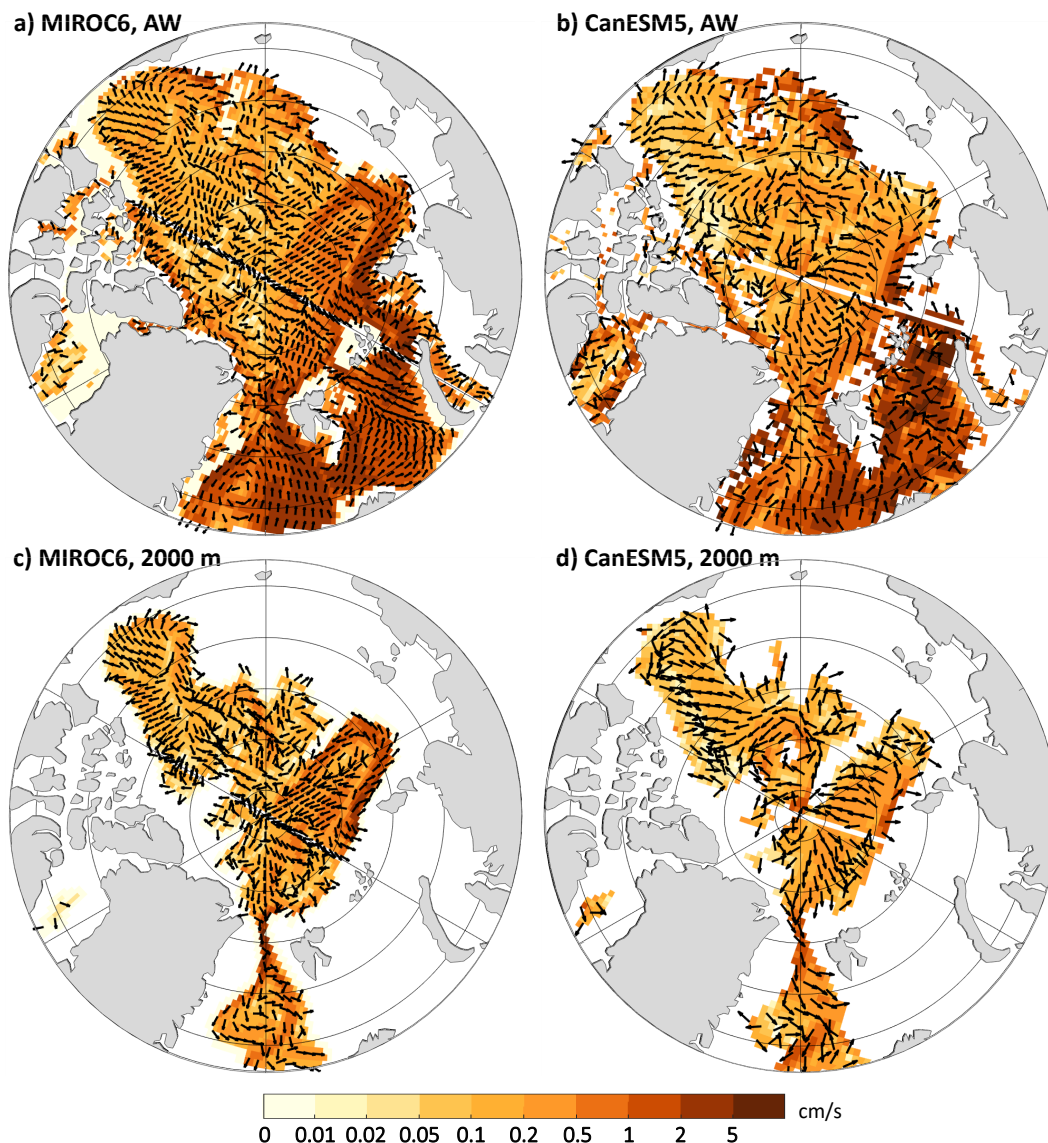 a) MIROC6, AW
b) CanESM5, AW
c) MIROC6, 2000 m
d) CanESM5, 2000 m
cm/s
0 0.01 0.02 0.05 0.1 0.2 0.5 1 2 5